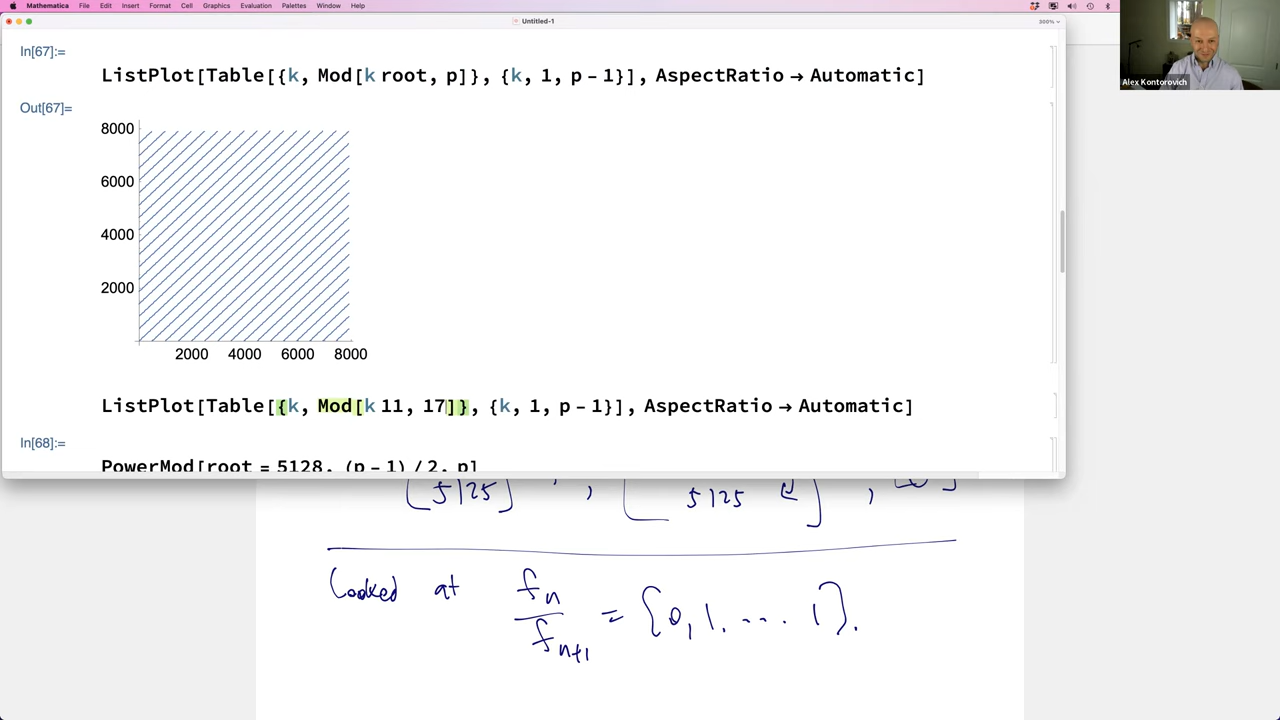 Mathematica File Edit Insert Format Cell Graphics Evaluation Palettes Window Help
Untitled-1
300%
Alex Kontorovich
In[67]:=
ListPlot[Table[{k, Mod[k root, p]}, {k, 1, p - 1}], AspectRatio → Automatic]
Out[67]=
8000
6000
4000
2000
2000 4000 6000 8000
ListPlot[Table[{k, Mod[k 11, 17]}, {k, 1, p - 1}], AspectRatio → Automatic]
In[68]:=
PowerMod[root = 5128, (p - 1) / 2, p]
[5125] , , [5125
Looked at f_n / f_{n+1} = {0, 1, ... 1}.